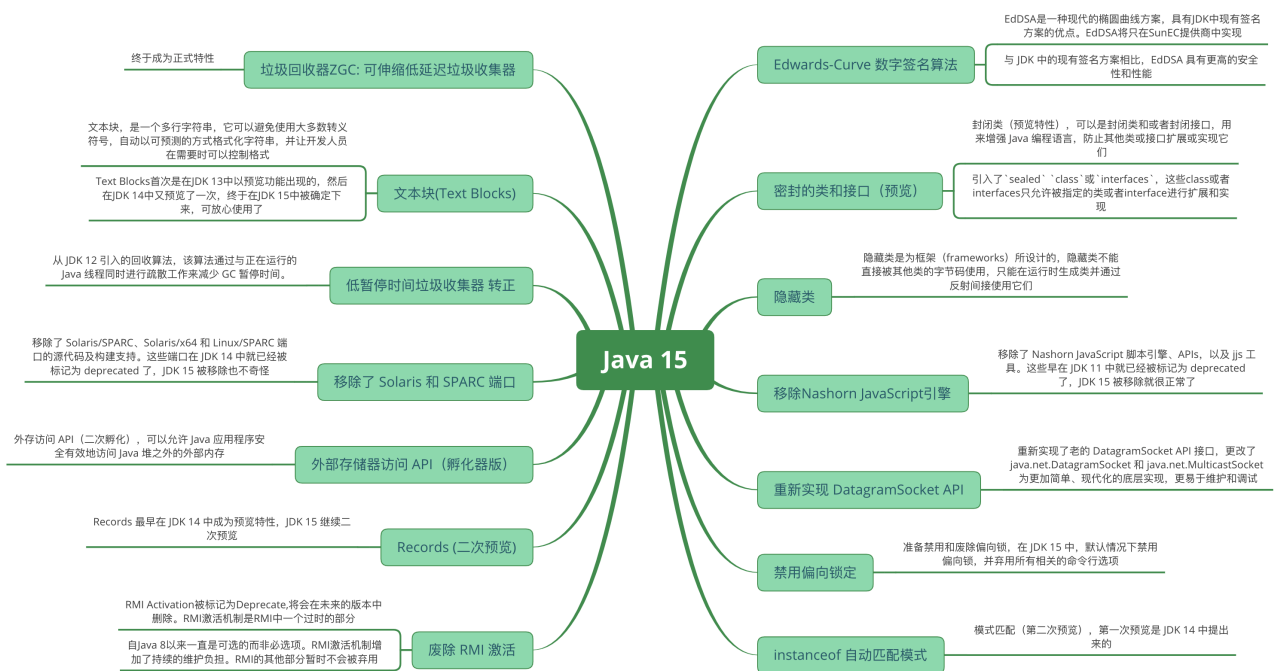 Java 15
Edwards-Curve 数字签名算法
EdDSA是一种现代的椭圆曲线方案，具有JDK中现有签名
方案的优点。EdDSA将只在SunEC提供商中实现
与 JDK 中的现有签名方案相比，EdDSA 具有更高的安全
性和性能
密封的类和接口（预览）
封闭类（预览特性），可以是封闭类和或者封闭接口，用
来增强 Java 编程语言，防止其他类或接口扩展或实现它
们
引入了`sealed` `class`或`interfaces`，这些class或者
interfaces只允许被指定的类或者interface进行扩展和实
现
隐藏类
隐藏类是为框架（frameworks）所设计的，隐藏类不能
直接被其他类的字节码使用，只能在运行时生成类并通过
反射间接使用它们
移除Nashorn JavaScript引擎
移除了 Nashorn JavaScript 脚本引擎、APIs，以及 jjs 工
具。这些早在 JDK 11 中就已经被标记为 deprecated
了，JDK 15 被移除就很正常了
重新实现 DatagramSocket API
重新实现了老的 DatagramSocket API 接口，更改了
java.net.DatagramSocket 和 java.net.MulticastSocket
为更加简单、现代化的底层实现，更易于维护和调试
禁用偏向锁定
准备禁用和废除偏向锁，在 JDK 15 中，默认情况下禁用
偏向锁，并弃用所有相关的命令行选项
instanceof 自动匹配模式
模式匹配（第二次预览），第一次预览是 JDK 14 中提出
来的
垃圾回收器ZGC: 可伸缩低延迟垃圾收集器
终于成为正式特性
文本块(Text Blocks)
文本块，是一个多行字符串，它可以避免使用大多数转义
符号，自动以可预测的方式格式化字符串，并让开发人员
在需要时可以控制格式
Text Blocks首次是在JDK 13中以预览功能出现的，然后
在JDK 14中又预览了一次，终于在JDK 15中被确定下
来，可放心使用了
低暂停时间垃圾收集器 转正
从 JDK 12 引入的回收算法，该算法通过与正在运行的
Java 线程同时进行疏散工作来减少 GC 暂停时间。
移除了 Solaris 和 SPARC 端口
移除了 Solaris/SPARC、Solaris/x64 和 Linux/SPARC 端
口的源代码及构建支持。这些端口在 JDK 14 中就已经被
标记为 deprecated 了，JDK 15 被移除也不奇怪
外部存储器访问 API（孵化器版）
外存访问 API（二次孵化），可以允许 Java 应用程序安
全有效地访问 Java 堆之外的外部内存
Records (二次预览)
Records 最早在 JDK 14 中成为预览特性，JDK 15 继续二
次预览
废除 RMI 激活
RMI Activation被标记为Deprecate,将会在未来的版本中
删除。RMI激活机制是RMI中一个过时的部分
自Java 8以来一直是可选的而非必选项。RMI激活机制增
加了持续的维护负担。RMI的其他部分暂时不会被弃用